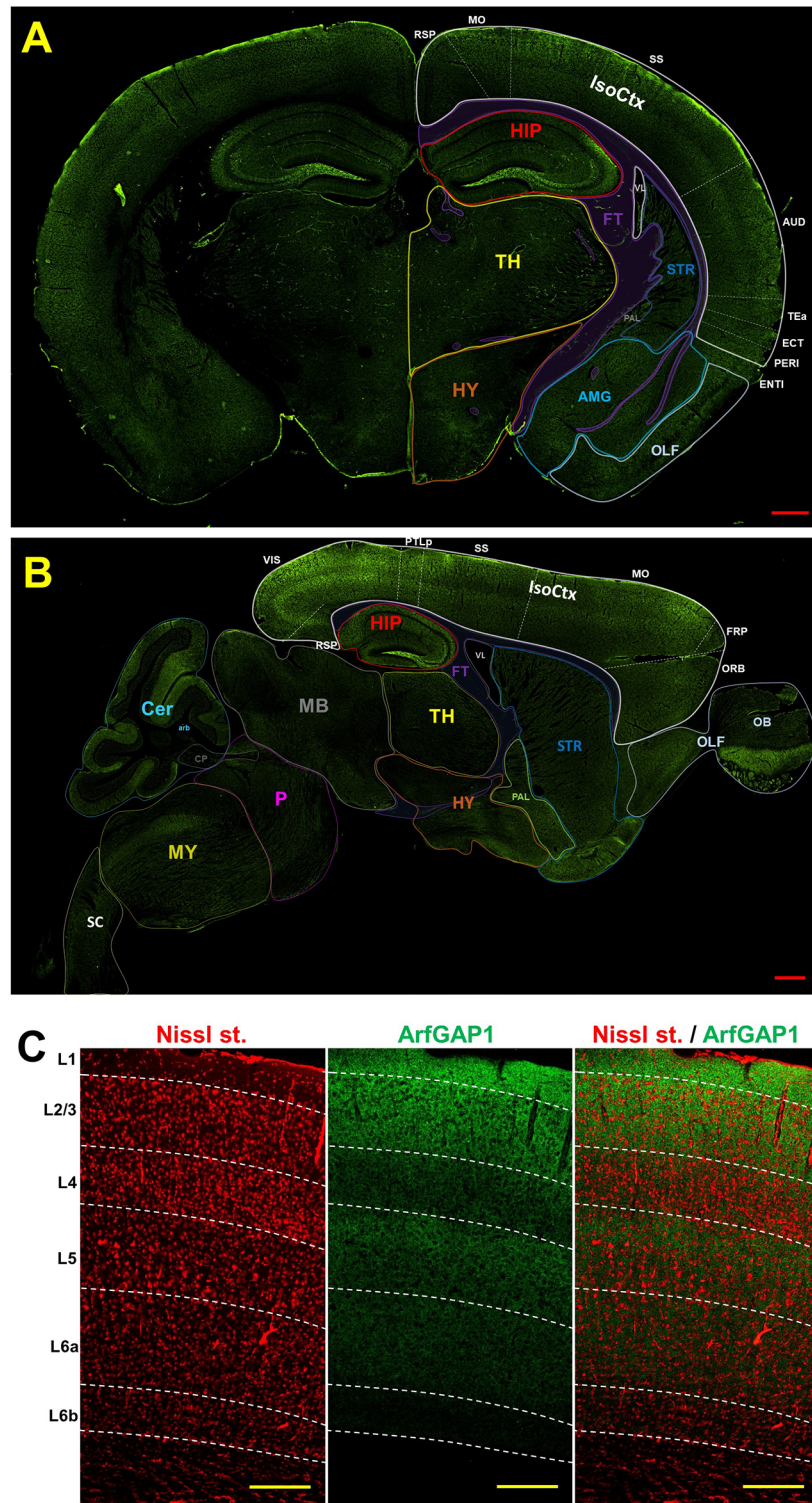 A
MO
RSP
SS
IsoCtx
HIP
VL
FT
AUD
TH
STR
PAL
TEa
ECT
PERI
HY
AMG
ENTI
OLF
B
PTLp
VIS
SS
MO
IsoCtx
HIP
RSP
FRP
VL
FT
ORB
MB
Cer
TH
OB
arb
OLF
STR
CP
P
PAL
HY
MY
SC
C
Nissl st.
ArfGAP1
Nissl st. / ArfGAP1
L1
L2/3
L4
L5
L6a
L6b